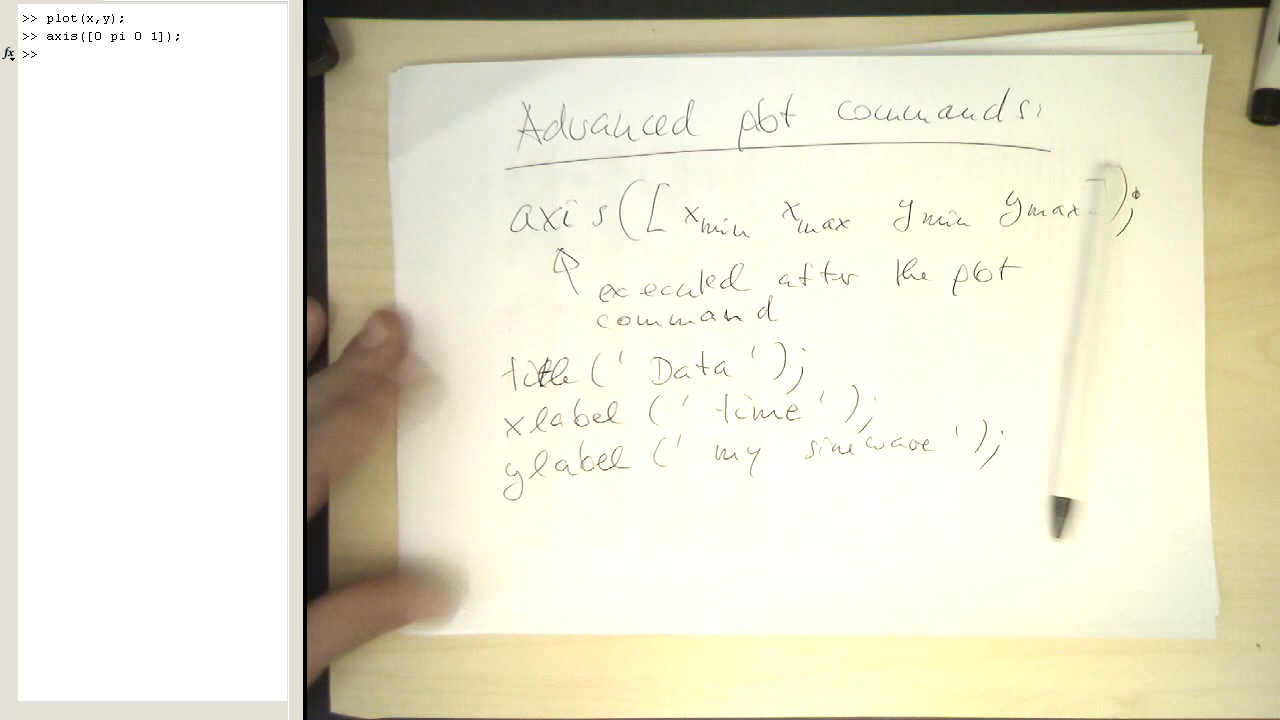 >> plot(x,y);
>> axis([0 pi 0 1]);
fx >>
Advanced plot commands:
axis([ xmin xmax ymin ymax ]);
executed after the plot
command
title(' Data ');
xlabel (' time ');
ylabel (' my sinewave ');